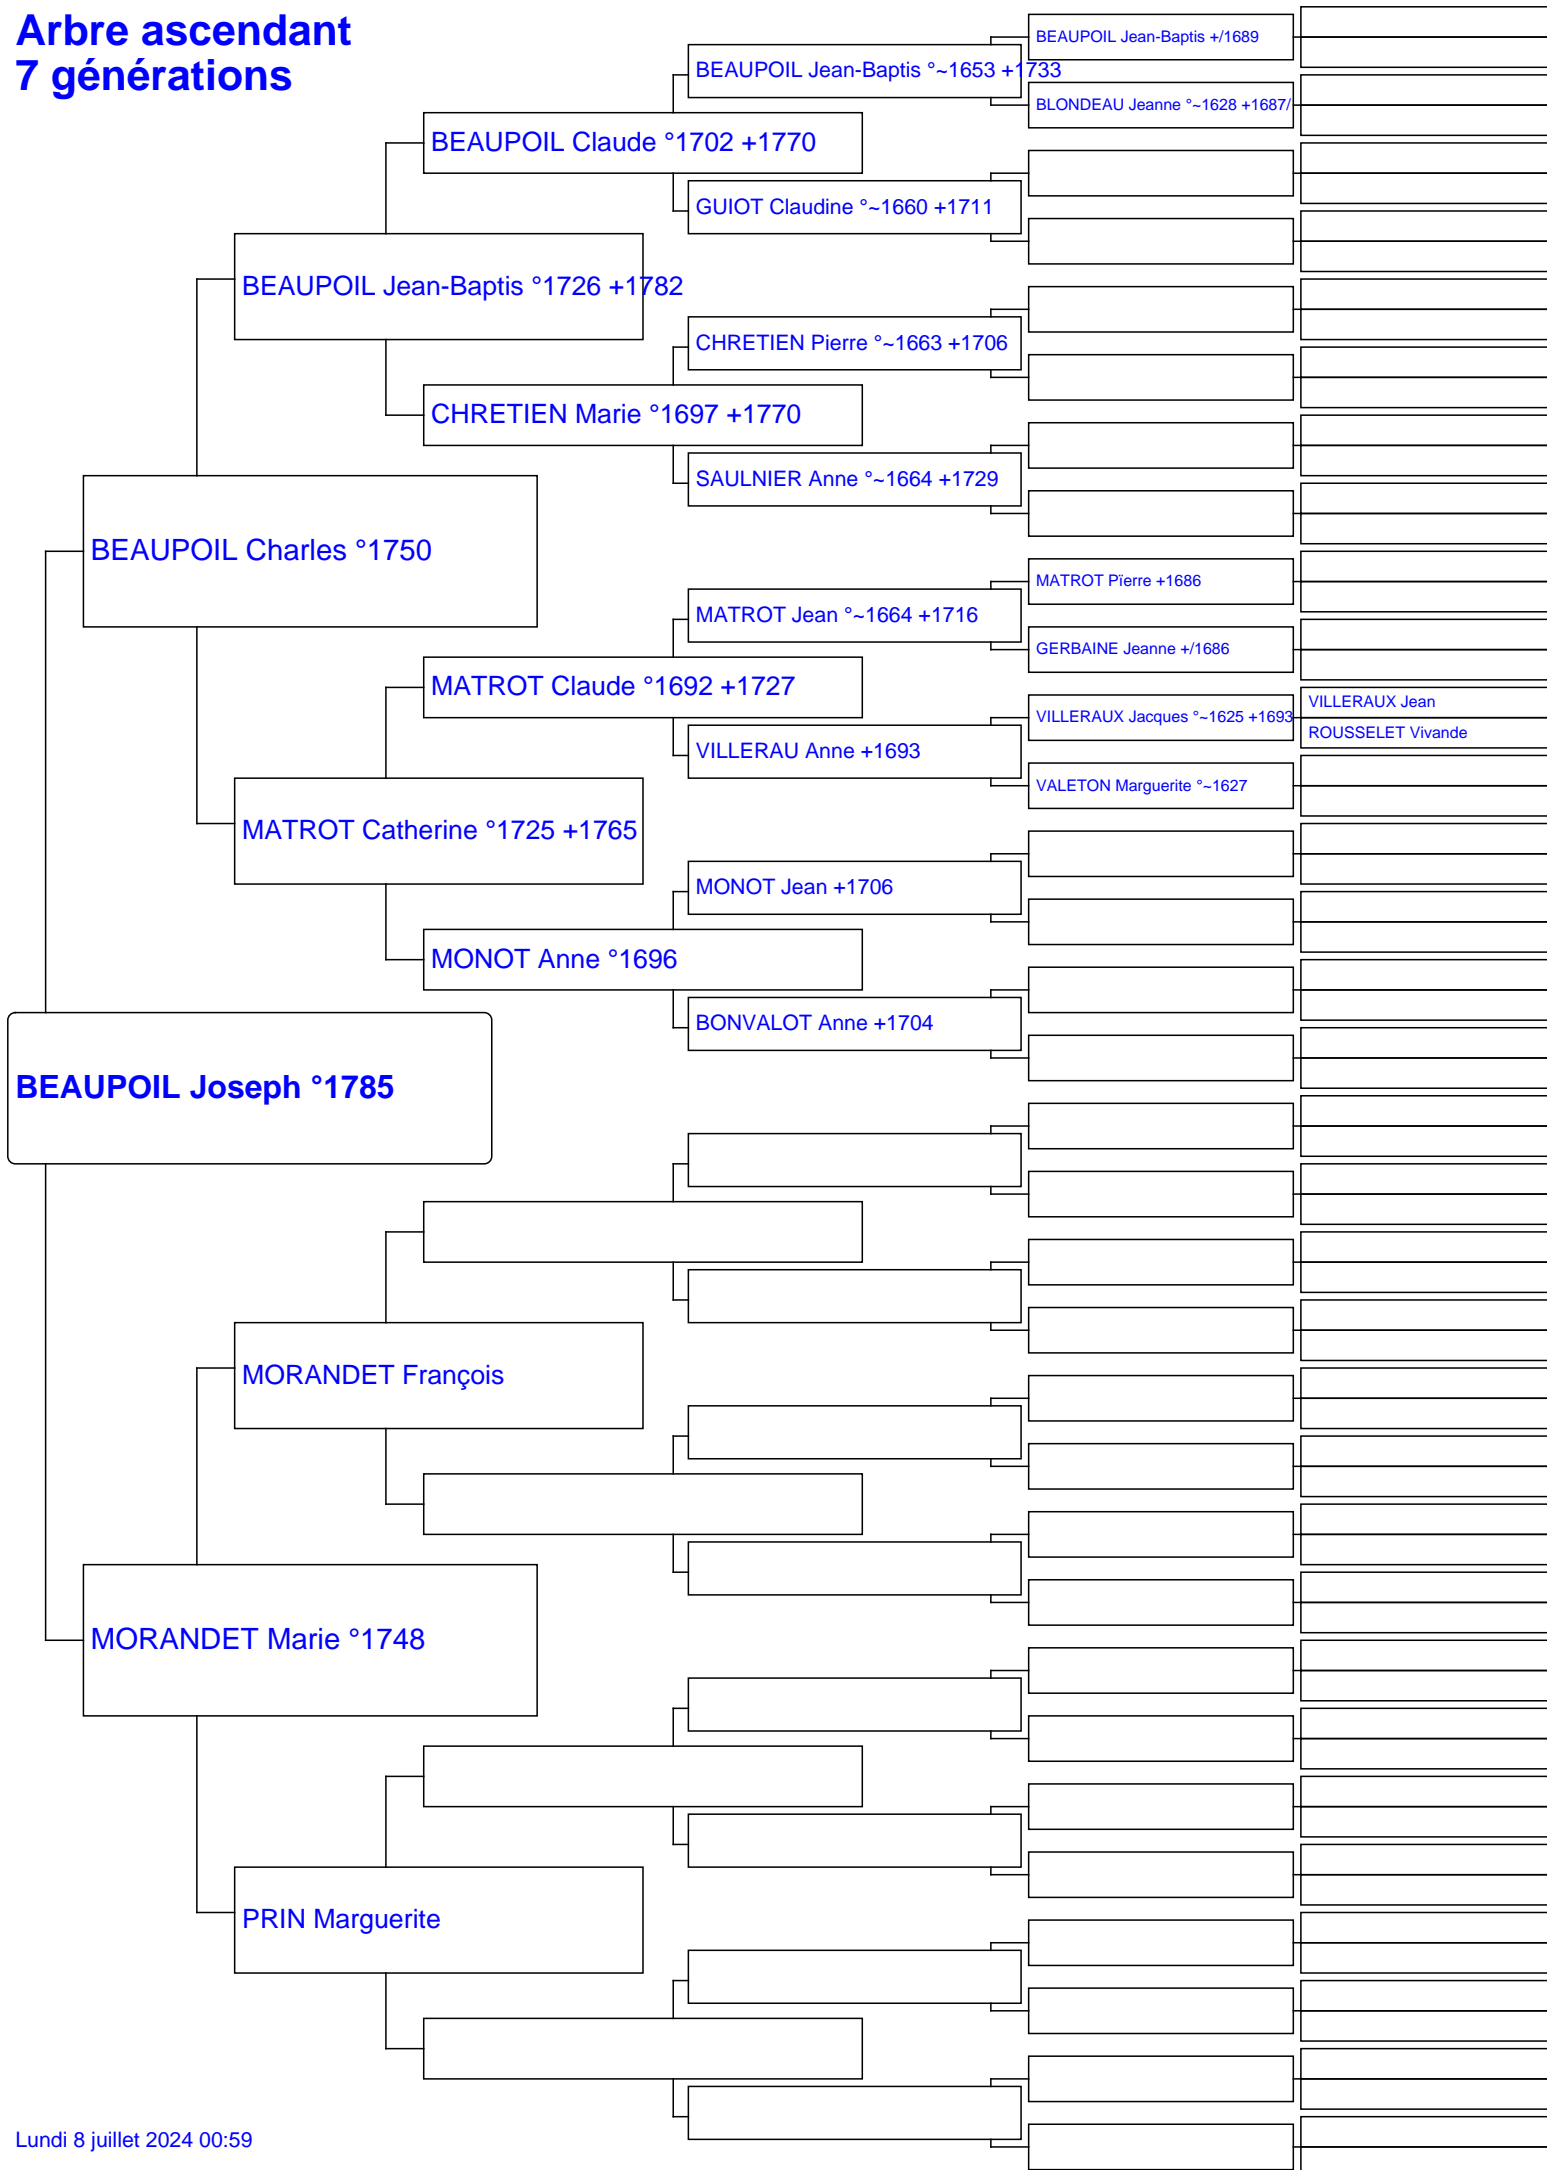 Arbre ascendant
7 générations
BEAUPOIL Jean-Baptis +/1689
BEAUPOIL Jean-Baptis °~1653 +1733
BLONDEAU Jeanne °~1628 +1687/
BEAUPOIL Claude °1702 +1770
GUIOT Claudine °~1660 +1711
BEAUPOIL Jean-Baptis °1726 +1782
CHRETIEN Pierre °~1663 +1706
CHRETIEN Marie °1697 +1770
SAULNIER Anne °~1664 +1729
BEAUPOIL Charles °1750
MATROT Pïerre +1686
MATROT Jean °~1664 +1716
GERBAINE Jeanne +/1686
MATROT Claude °1692 +1727
VILLERAUX Jean
VILLERAUX Jacques °~1625 +1693
ROUSSELET Vivande
VILLERAU Anne +1693
VALETON Marguerite °~1627
MATROT Catherine °1725 +1765
MONOT Jean +1706
MONOT Anne °1696
BONVALOT Anne +1704
BEAUPOIL Joseph °1785
MORANDET François
MORANDET Marie °1748
PRIN Marguerite
Lundi 8 juillet 2024 00:59